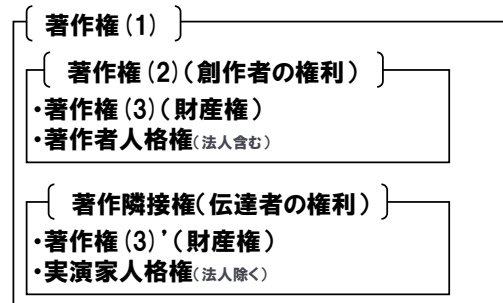 著作権(1)
著作権(2)(創作者の権利)
・著作権(3)(財産権)
・著作者人格権(法人含む)
著作隣接権(伝達者の権利)
・著作権(3)'(財産権)
・実演家人格権(法人除く)